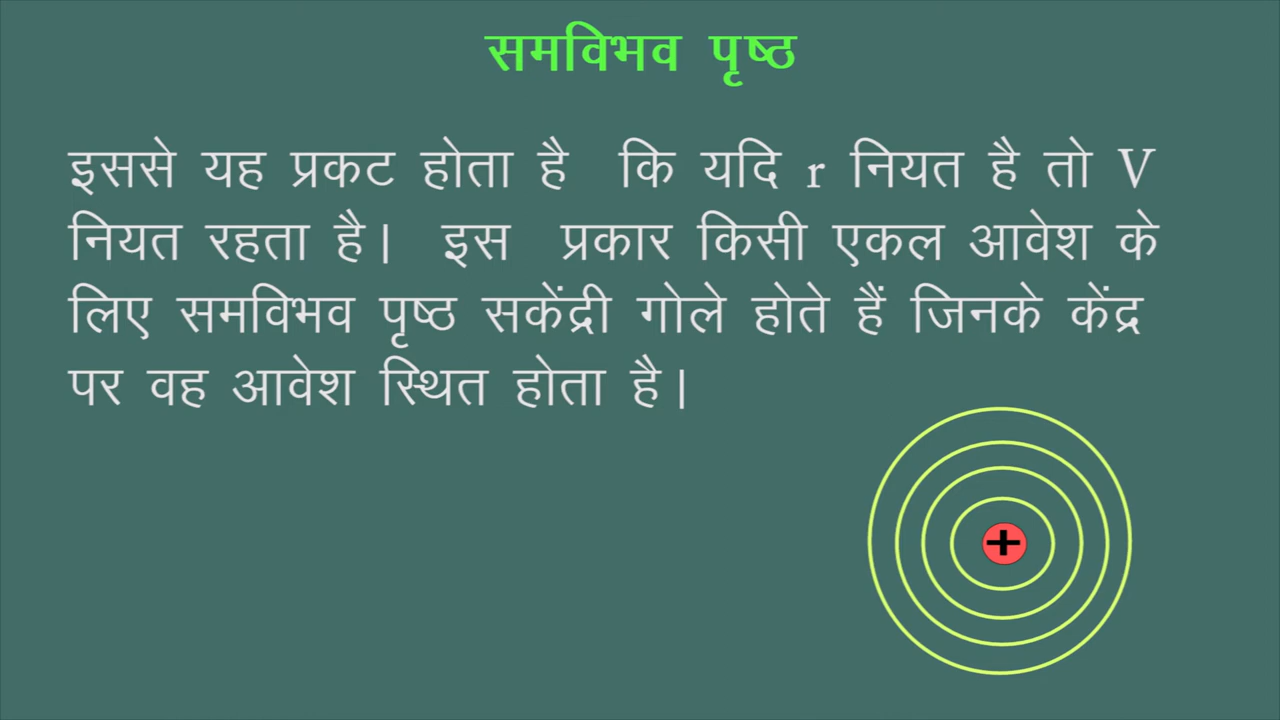 समविभव पृष्ठ
इससे यह प्रकट होता है कि यदि r नियत है तो V
नियत रहता है। इस प्रकार किसी एकल आवेश के
लिए समविभव पृष्ठ सकेंद्री गोले होते हैं जिनके केंद्र
पर वह आवेश स्थित होता है।
+